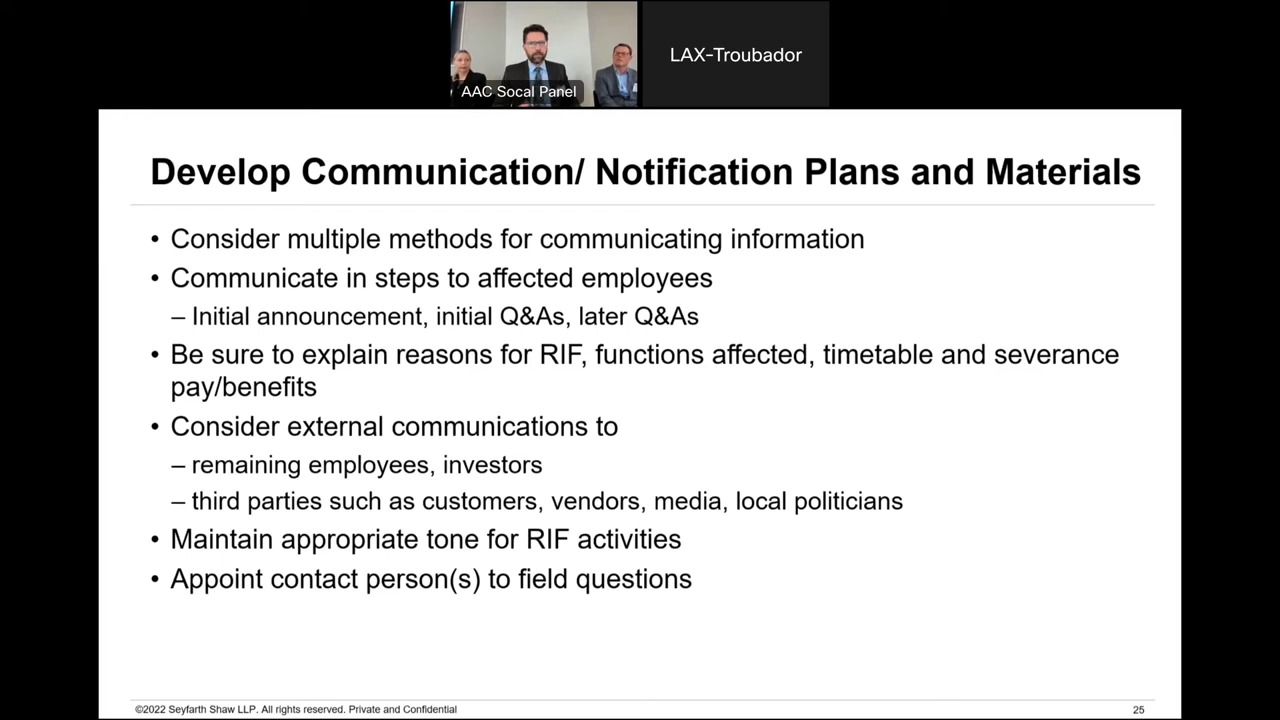 AAC Socal Panel
LAX-Troubador
Develop Communication/ Notification Plans and Materials
• Consider multiple methods for communicating information
• Communicate in steps to affected employees
– Initial announcement, initial Q&As, later Q&As
• Be sure to explain reasons for RIF, functions affected, timetable and severance
pay/benefits
• Consider external communications to
– remaining employees, investors
– third parties such as customers, vendors, media, local politicians
• Maintain appropriate tone for RIF activities
• Appoint contact person(s) to field questions
©2022 Seyfarth Shaw LLP. All rights reserved. Private and Confidential
25